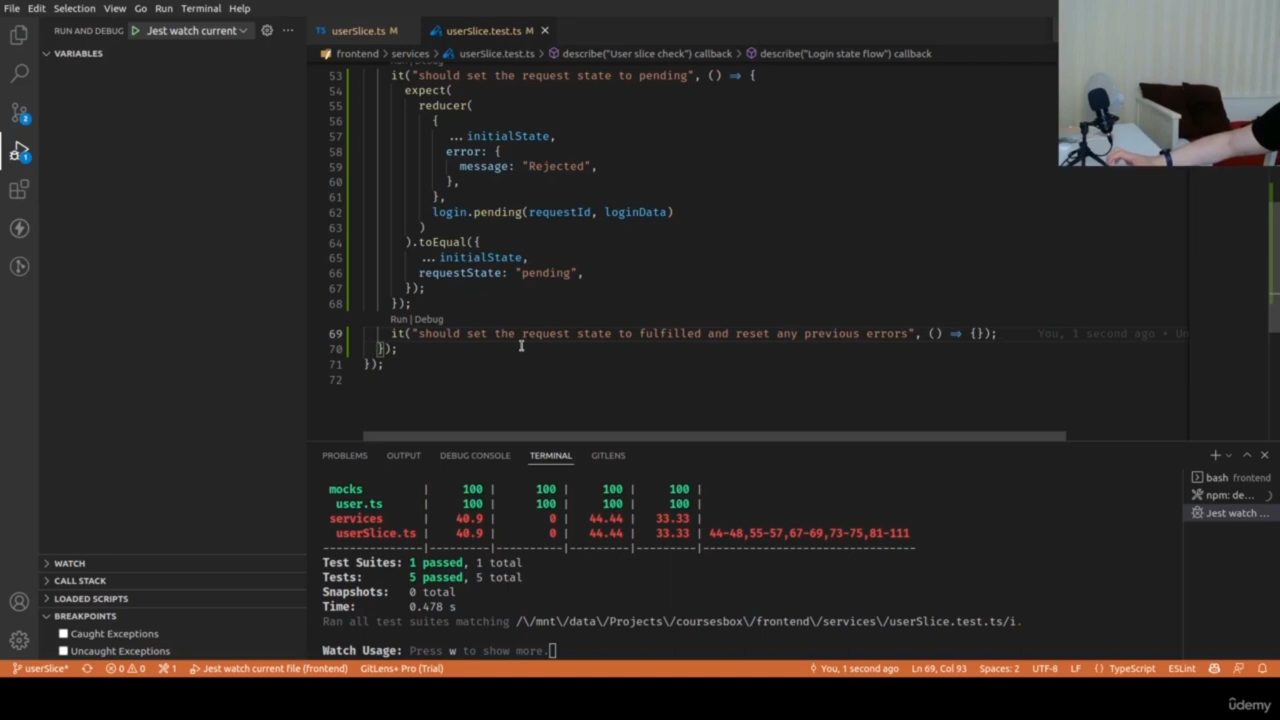 File Edit Selection View Go Run Terminal Help
RUN AND DEBUG Jest watch current
userSlice.ts M
userSlice.test.ts M
VARIABLES
frontend > services > userSlice.test.ts > describe("User slice check") callback > describe("Login state flow") callback
53 it("should set the request state to pending", () => {
54 expect(
55 reducer(
56 {
57 ...initialState,
58 error: {
59 message: "Rejected",
60 },
61 },
62 login.pending(requestId, loginData)
63 )
64 ).toEqual({
65 ...initialState,
66 requestState: "pending",
67 });
68 });
Run | Debug
69 it("should set the request state to fulfilled and reset any previous errors", () => {}); You, 1 second ago • Un
70 });
71 });
72
PROBLEMS OUTPUT DEBUG CONSOLE TERMINAL GITLENS
bash frontend
npm: de...
Jest watch ...
mocks | 100 | 100 | 100 | 100 |
user.ts | 100 | 100 | 100 | 100 |
services | 40.9 | 0 | 44.44 | 33.33 |
userSlice.ts | 40.9 | 0 | 44.44 | 33.33 | 44-48,55-57,67-69,73-75,81-111
Test Suites: 1 passed, 1 total
Tests: 5 passed, 5 total
Snapshots: 0 total
Time: 0.478 s
Ran all test suites matching /\/mnt\/data\/Projects\/coursesbox\/frontend\/services\/userSlice.test.ts/i.
Watch Usage: Press w to show more.
WATCH
CALL STACK
LOADED SCRIPTS
BREAKPOINTS
Caught Exceptions
Uncaught Exceptions
userSlice* 0 0 1 Jest watch current file (frontend) GitLens+ Pro (Trial) You, 1 second ago Ln 69, Col 93 Spaces: 2 UTF-8 LF {} TypeScript ESLint
udemy